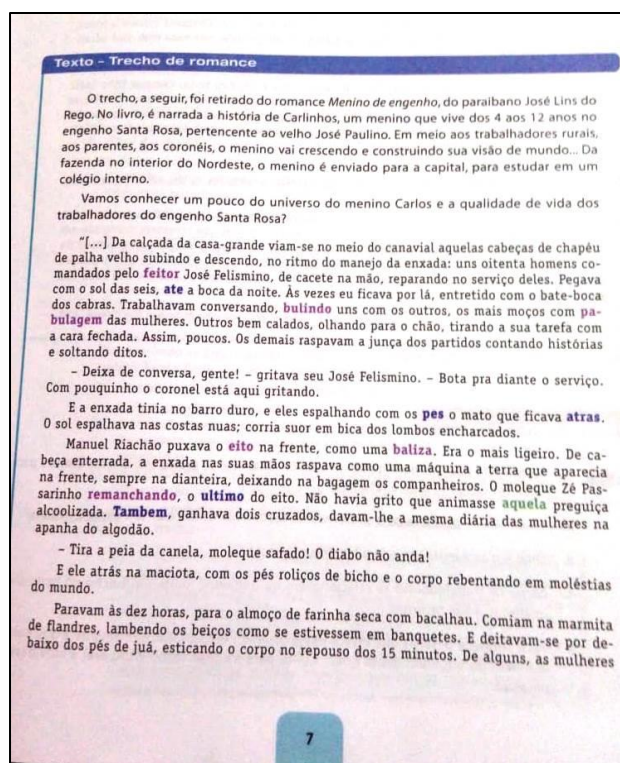 Texto – Trecho de romance
O trecho, a seguir, foi retirado do romance Menino de engenho, do paraibano José Lins do
Rego. No livro, é narrada a história de Carlinhos, um menino que vive dos 4 aos 12 anos no
engenho Santa Rosa, pertencente ao velho José Paulino. Em meio aos trabalhadores rurais,
aos parentes, aos coronéis, o menino vai crescendo e construindo sua visão de mundo... Da
fazenda no interior do Nordeste, o menino é enviado para a capital, para estudar em um
colégio interno.
Vamos conhecer um pouco do universo do menino Carlos e a qualidade de vida dos
trabalhadores do engenho Santa Rosa?
“[...] Da calçada da casa-grande viam-se no meio do canavial aquelas cabeças de chapéu
de palha velho subindo e descendo, no ritmo do manejo da enxada: uns oitenta homens co-
mandados pelo feitor José Felismino, de cacete na mão, reparando no serviço deles. Pegava
com o sol das seis, ate a boca da noite. Às vezes eu ficava por lá, entretido com o bate-boca
dos cabras. Trabalhavam conversando, bulindo uns com os outros, os mais moços com pa-
bulagem das mulheres. Outros bem calados, olhando para o chão, tirando a sua tarefa com
a cara fechada. Assim, poucos. Os demais raspavam a junça dos partidos contando histórias
e soltando ditos.
– Deixa de conversa, gente! – gritava seu José Felismino. – Bota pra diante o serviço.
Com pouquinho o coronel está aqui gritando.
E a enxada tinia no barro duro, e eles espalhando com os pes o mato que ficava atras.
O sol espalhava nas costas nuas; corria suor em bica dos lombos encharcados.
Manuel Riachão puxava o eito na frente, como uma baliza. Era o mais ligeiro. De ca-
beça enterrada, a enxada nas suas mãos raspava como uma máquina a terra que aparecia
na frente, sempre na dianteira, deixando na bagagem os companheiros. O moleque Zé Pas-
sarinho remanchando, o ultimo do eito. Não havia grito que animasse aquela preguiça
alcoolizada. Tambem, ganhava dois cruzados, davam-lhe a mesma diária das mulheres na
apanha do algodão.
– Tira a peia da canela, moleque safado! O diabo não anda!
E ele atrás na maciota, com os pés roliços de bicho e o corpo rebentando em moléstias
do mundo.
Paravam às dez horas, para o almoço de farinha seca com bacalhau. Comiam na marmita
de flandres, lambendo os beiços como se estivessem em banquetes. E deitavam-se por de-
baixo dos pés de juá, esticando o corpo no repouso dos 15 minutos. De alguns, as mulheres
7